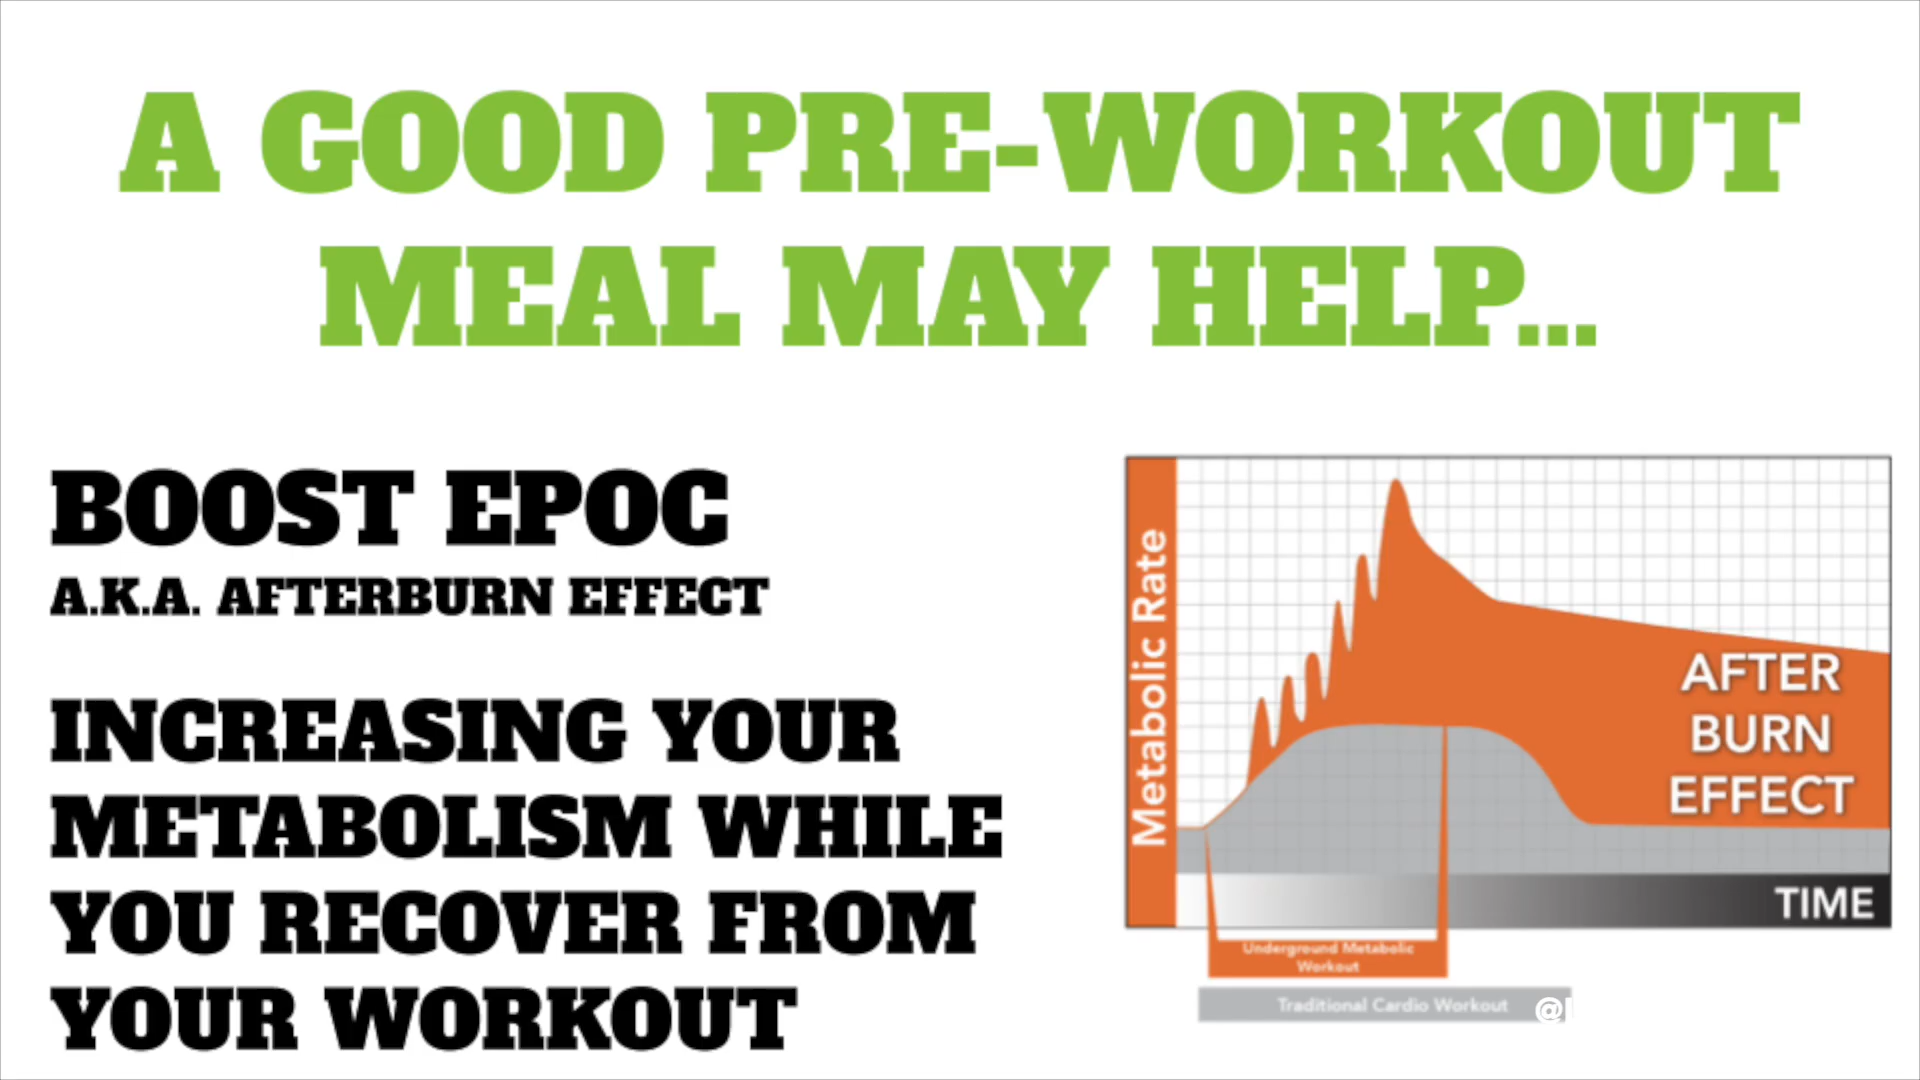 A GOOD PRE-WORKOUT
MEAL MAY HELP...
BOOST EPOC
A.K.A. AFTERBURN EFFECT
INCREASING YOUR
METABOLISM WHILE
YOU RECOVER FROM
YOUR WORKOUT
Metabolic Rate
AFTER
BURN
EFFECT
TIME
Underground Metabolic
Workout
Traditional Cardio Workout